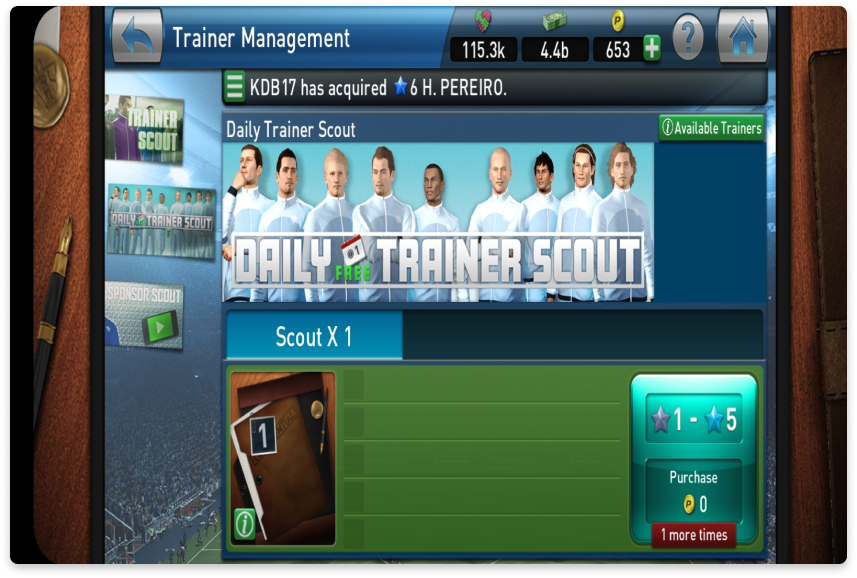 Trainer Management
115.3k
4.4b
P
653
?
KDB17 has acquired ★6 H. PEREIRO.
TRAINER
SCOUT
Daily Trainer Scout
i Available Trainers
DAILY TRAINER SCOUT
FREE
DAILY TRAINER SCOUT
SPONSOR SCOUT
Scout X 1
1
★1 - ★5
Purchase
P 0
1 more times
i